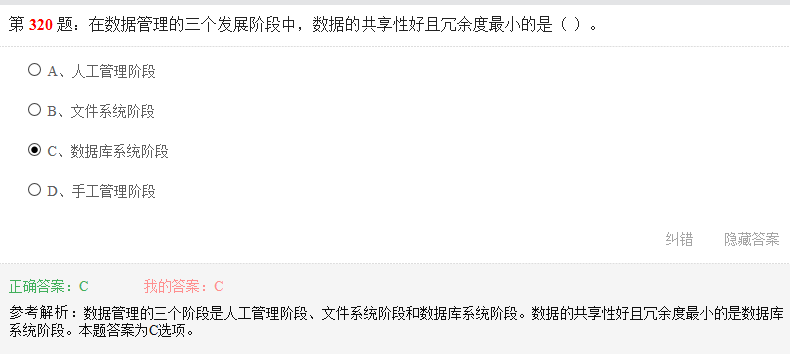 第 320 题：在数据管理的三个发展阶段中，数据的共享性好且冗余度最小的是（ ）。
A、人工管理阶段
B、文件系统阶段
C、数据库系统阶段
D、手工管理阶段
纠错 隐藏答案
正确答案：C 我的答案：C
参考解析：数据管理的三个阶段是人工管理阶段、文件系统阶段和数据库系统阶段。数据的共享性好且冗余度最小的是数据库
系统阶段。本题答案为C选项。